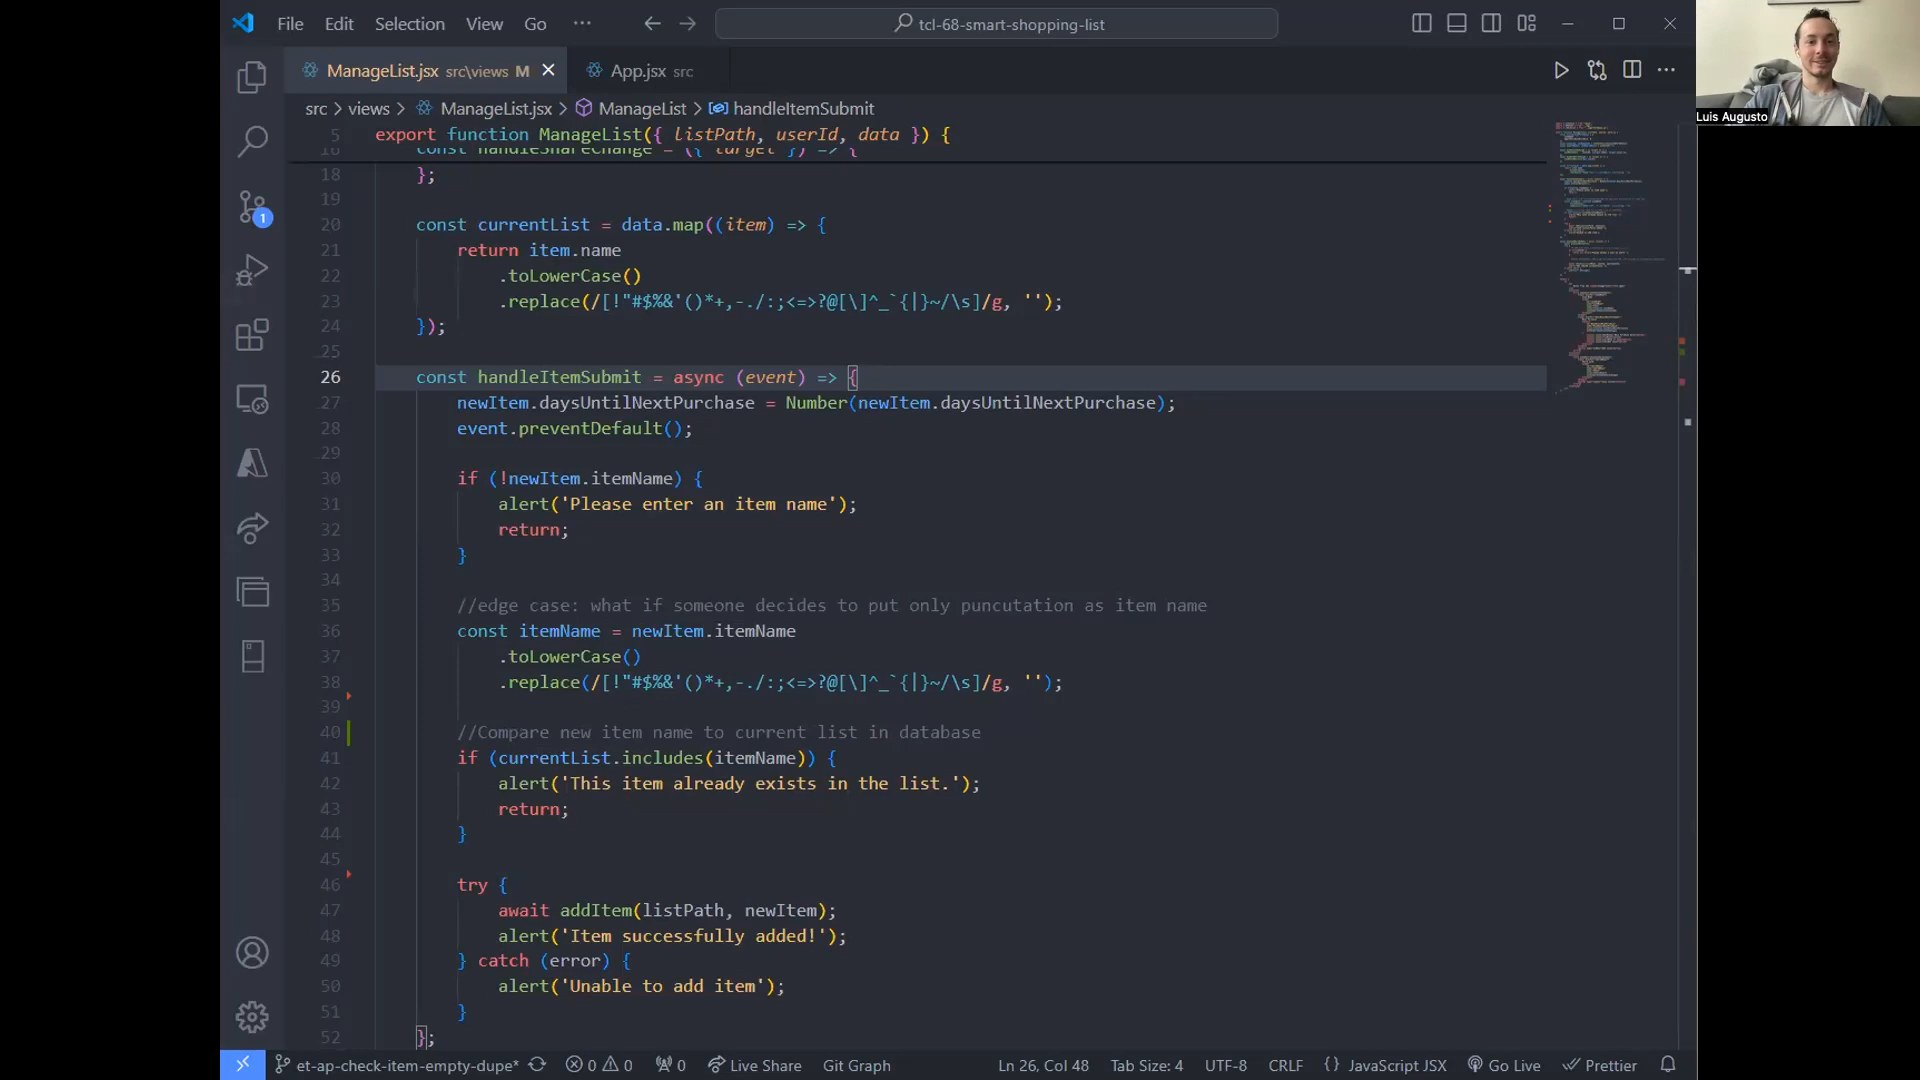 File Edit Selection View Go ··· tcl-68-smart-shopping-list
ManageList.jsx src\views M App.jsx src
src > views > ManageList.jsx > ManageList > handleItemSubmit
5 export function ManageList({ listPath, userId, data }) {
16 const handleShareChange = ({ target }) => {
18 };
19
20 const currentList = data.map((item) => {
21 return item.name
22 .toLowerCase()
23 .replace(/[!"#$%&'()*+,-./:;<=>?@[\]^_`{|}~/\s]/g, '');
24 });
25
26 const handleItemSubmit = async (event) => {
27 newItem.daysUntilNextPurchase = Number(newItem.daysUntilNextPurchase);
28 event.preventDefault();
29
30 if (!newItem.itemName) {
31 alert('Please enter an item name');
32 return;
33 }
34
35 //edge case: what if someone decides to put only puncutation as item name
36 const itemName = newItem.itemName
37 .toLowerCase()
38 .replace(/[!"#$%&'()*+,-./:;<=>?@[\]^_`{|}~/\s]/g, '');
39
40 //Compare new item name to current list in database
41 if (currentList.includes(itemName)) {
42 alert('This item already exists in the list.');
43 return;
44 }
45
46 try {
47 await addItem(listPath, newItem);
48 alert('Item successfully added!');
49 } catch (error) {
50 alert('Unable to add item');
51 }
52 };
1
et-ap-check-item-empty-dupe* 0 0 0 Live Share Git Graph Ln 26, Col 48 Tab Size: 4 UTF-8 CRLF {} JavaScript JSX Go Live Prettier
Luis Augusto